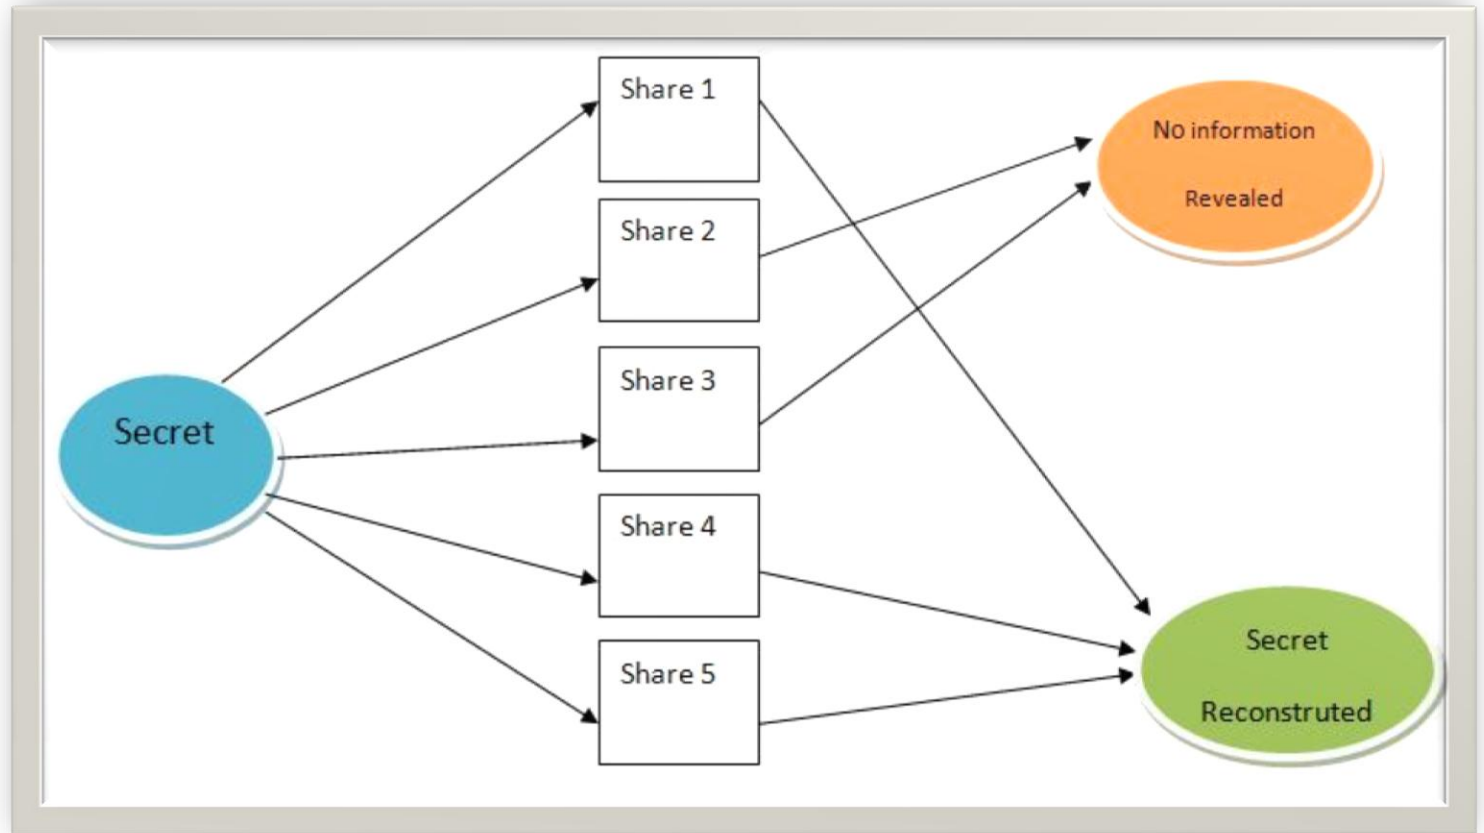 Share 1
Share 2
Share 3
Share 4
Share 5
Secret
No information
Revealed
Secret
Reconstruted